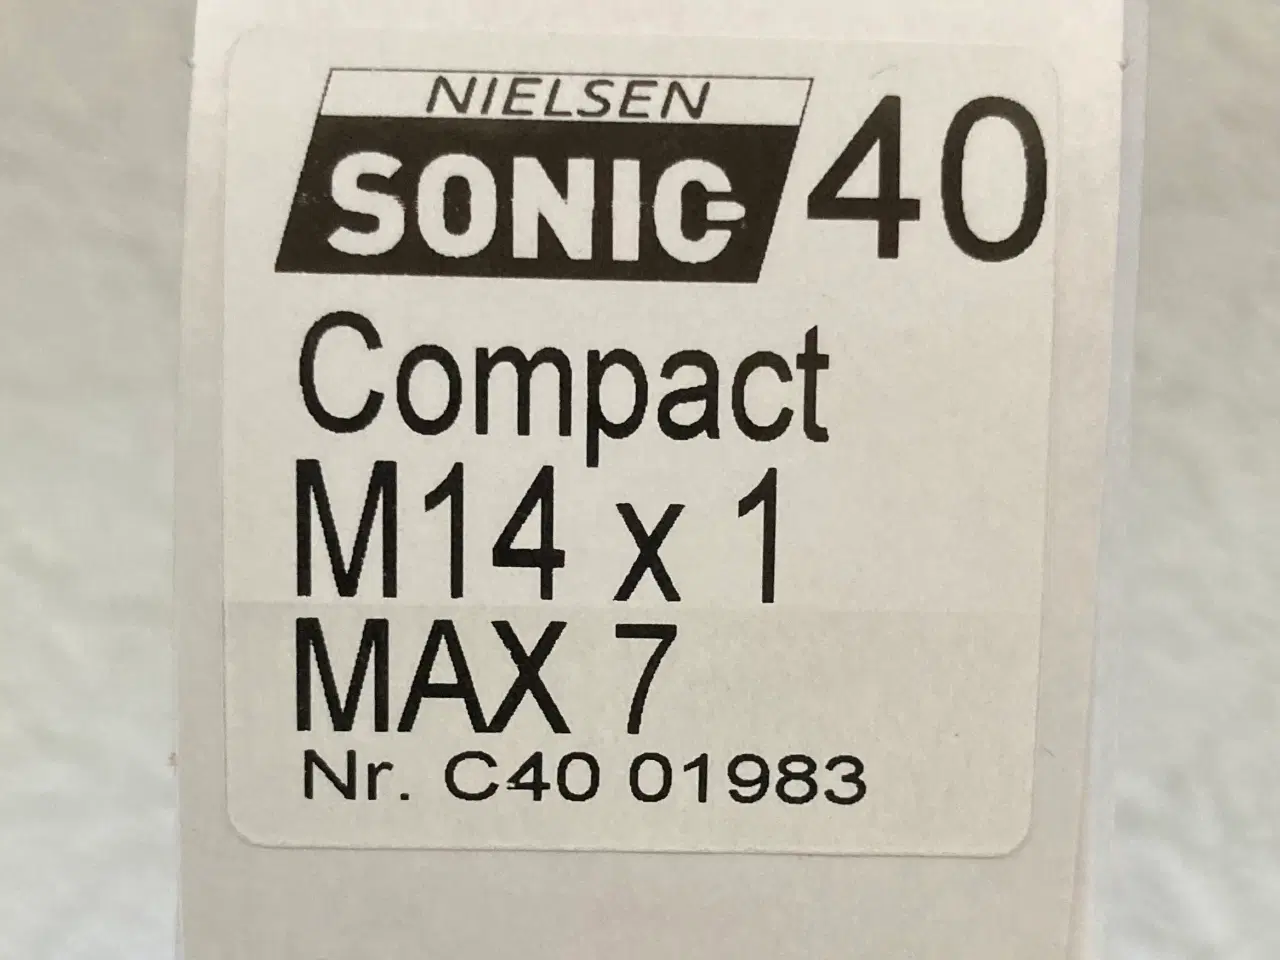 NIELSEN
SONIC 40
Compact
M14 x 1
MAX 7
Nr. C40 01983